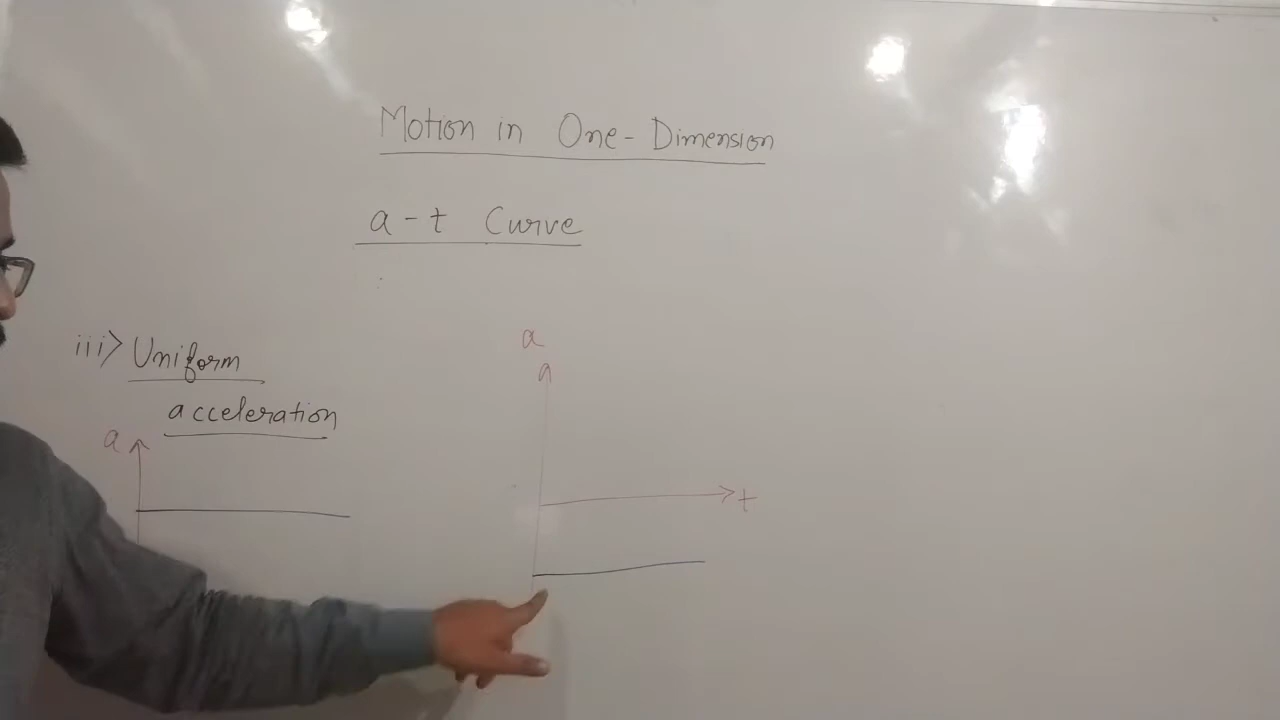 Motion in One-Dimension
a-t Curve
iii> Uniform
acceleration
a
a
t